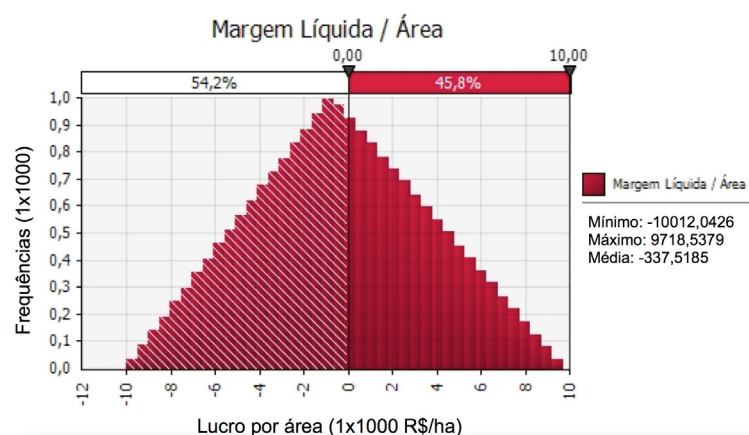 Margem Líquida / Área
0,00 10,00
54,2% 45,8%
Frequências (1x1000)
1,0
0,9
0,8
0,7
0,6
0,5
0,4
0,3
0,2
0,1
0,0
-12 -10 -8 -6 -4 -2 0 2 4 6 8 10
Lucro por área (1x1000 R$/ha)
Margem Líquida / Área
Mínimo: -10012,0426
Máximo: 9718,5379
Média: -337,5185